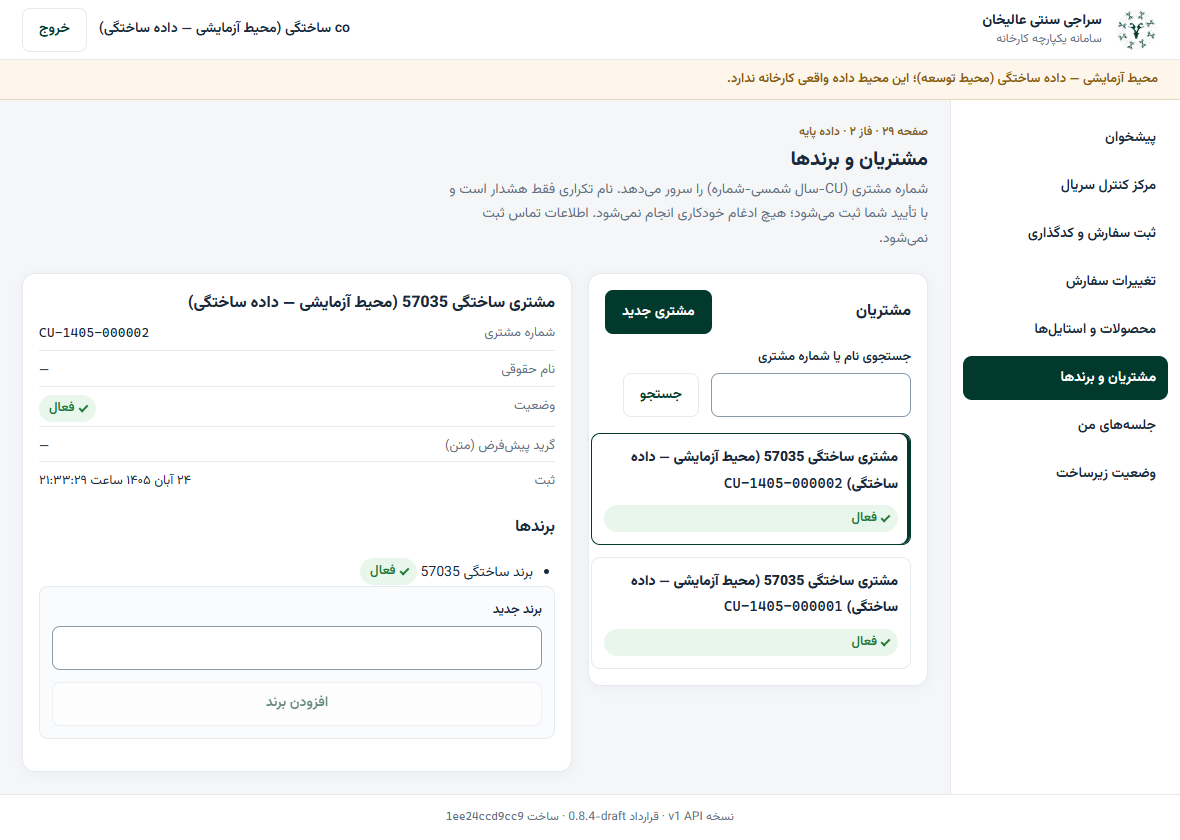 سراجی سنتی عالیخان
سامانه یکپارچه کارخانه
co ساختگی (محیط آزمایشی – داده ساختگی)
خروج
محیط آزمایشی – داده ساختگی (محیط توسعه)؛ این محیط داده واقعی کارخانه ندارد.
پیشخوان
مرکز کنترل سریال
ثبت سفارش و کدگذاری
تغییرات سفارش
محصولات و استایل‌ها
مشتریان و برندها
جلسه‌های من
وضعیت زیرساخت
صفحه ۲۹ · فاز ۲ · داده پایه
مشتریان و برندها
شماره مشتری (CU-سال شمسی-شماره) را سرور می‌دهد. نام تکراری فقط هشدار است و
با تأیید شما ثبت می‌شود؛ هیچ ادغام خودکاری انجام نمی‌شود. اطلاعات تماس ثبت
نمی‌شود.
مشتریان
مشتری جدید
جستجوی نام یا شماره مشتری
جستجو
مشتری ساختگی 57035 (محیط آزمایشی – داده
ساختگی) CU-1405-000002
✓ فعال
مشتری ساختگی 57035 (محیط آزمایشی – داده
ساختگی) CU-1405-000001
✓ فعال
مشتری ساختگی 57035 (محیط آزمایشی – داده ساختگی)
شماره مشتری CU-1405-000002
نام حقوقی –
وضعیت ✓ فعال
گرید پیش‌فرض (متن) –
ثبت ۲۴ آبان ۱۴۰۵ ساعت ۲۱:۳۳:۲۹
برندها
• برند ساختگی 57035 ✓ فعال
برند جدید
افزودن برند
نسخه API v1 · قرارداد 0.8.4-draft · ساخت 1ee24ccd9cc9